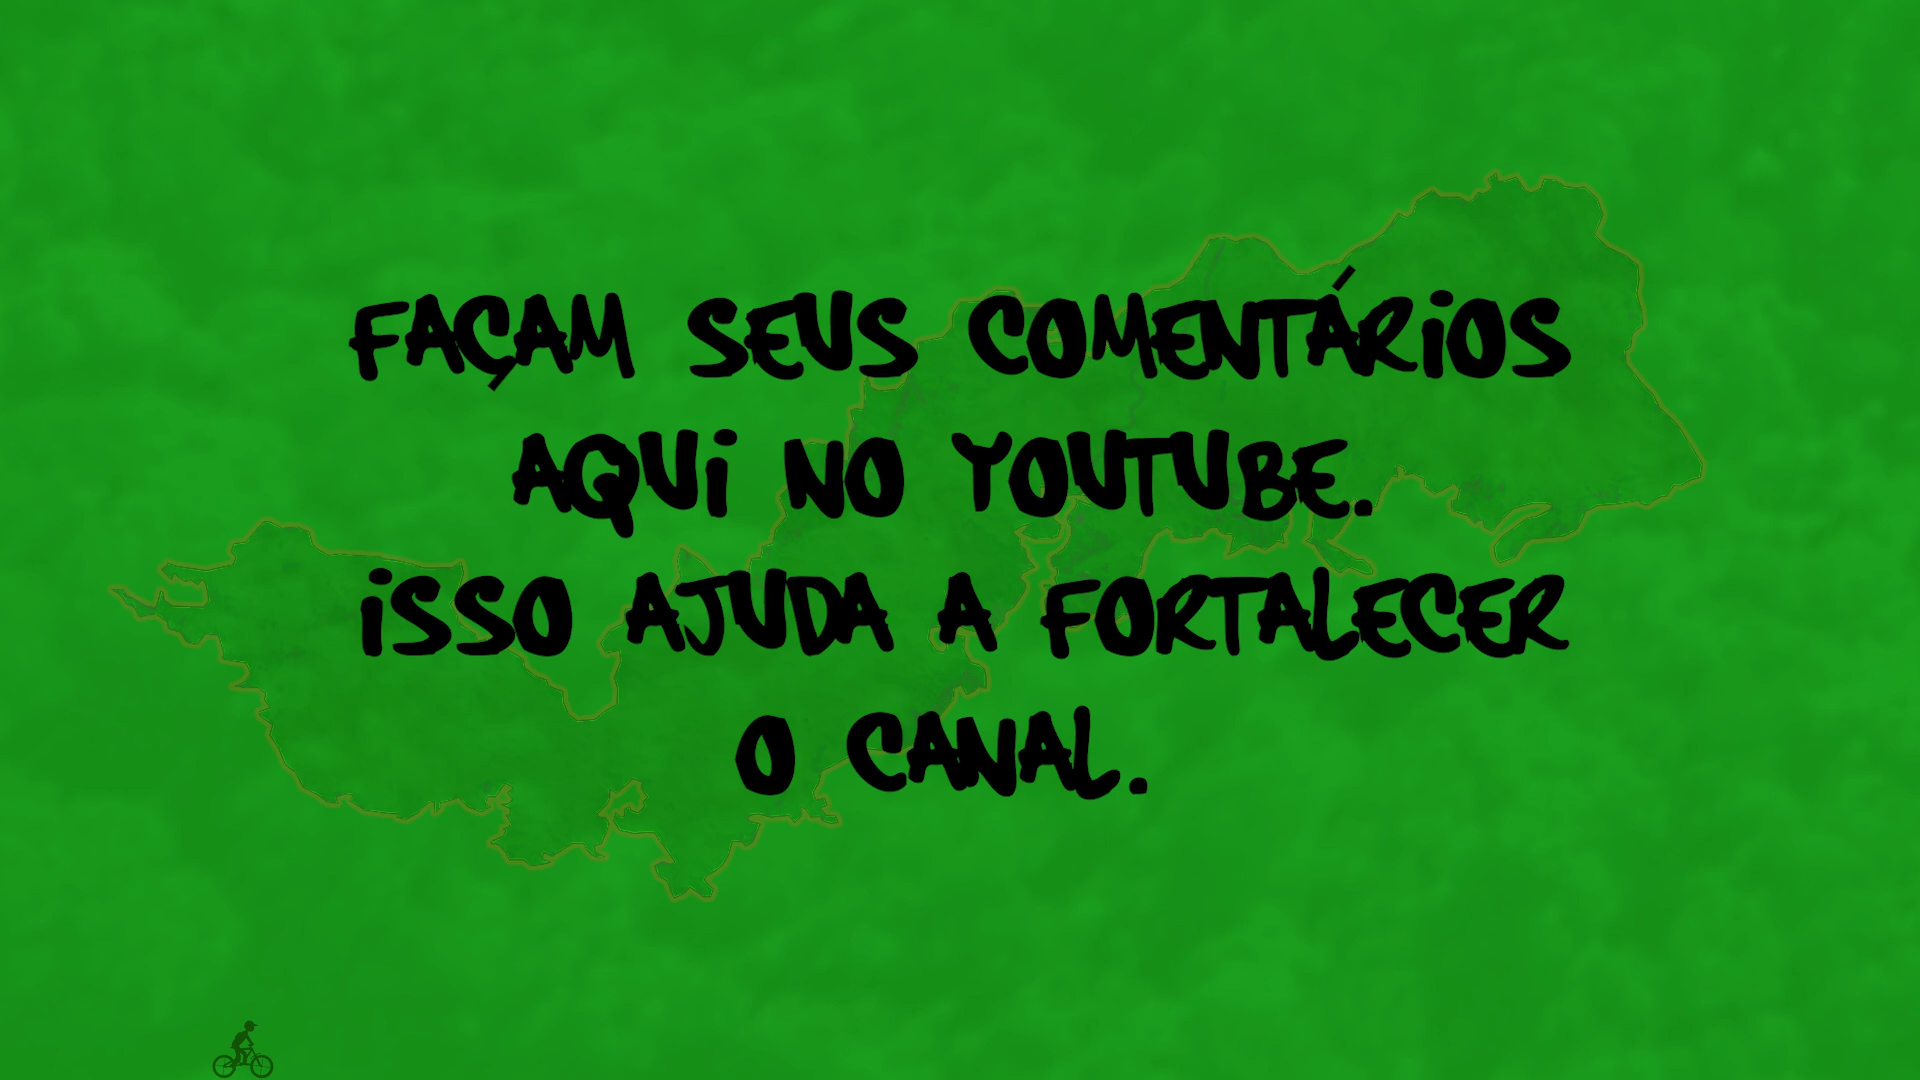 FAÇAM SEUS COMENTÁRIOS
AQUI NO YOUTUBE.
ISSO AJUDA A FORTALECER
O CANAL.